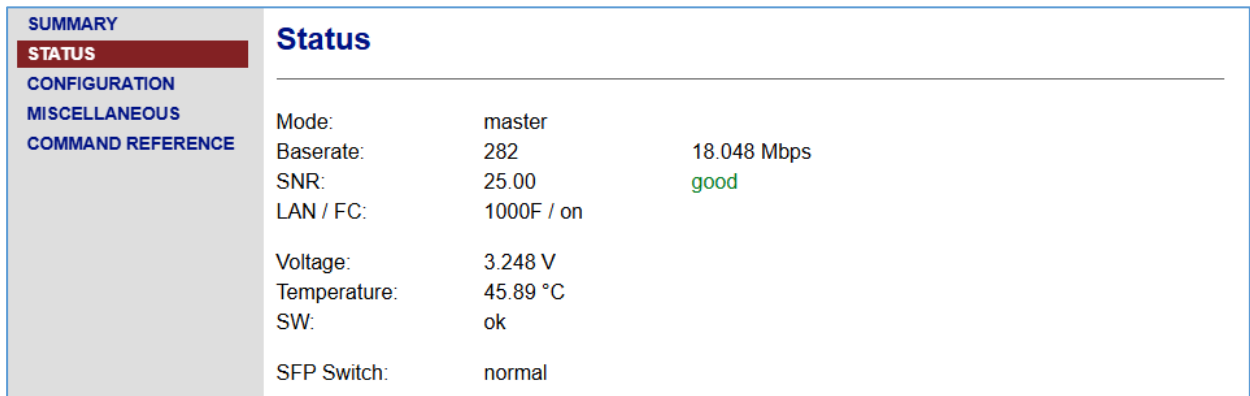 SUMMARY
STATUS
CONFIGURATION
MISCELLANEOUS
COMMAND REFERENCE
Status
Mode: master
Baserate: 282 18.048 Mbps
SNR: 25.00 good
LAN / FC: 1000F / on
Voltage: 3.248 V
Temperature: 45.89 °C
SW: ok
SFP Switch: normal